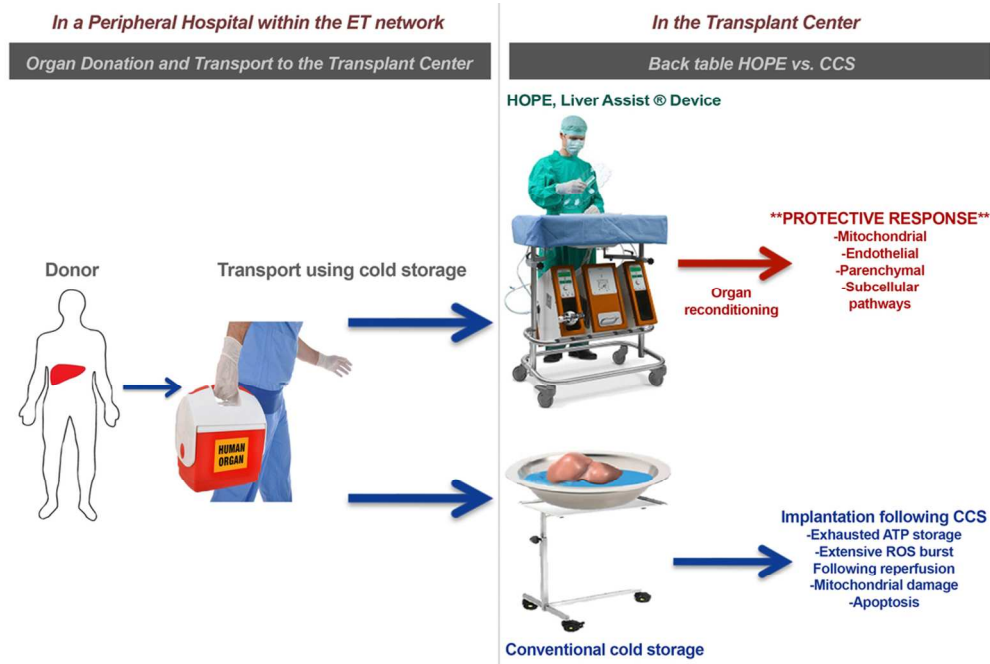 In a Peripheral Hospital within the ET network
Organ Donation and Transport to the Transplant Center
Donor
Transport using cold storage
HUMAN
ORGAN
In the Transplant Center
Back table HOPE vs. CCS
HOPE, Liver Assist ® Device
Organ
reconditioning
**PROTECTIVE RESPONSE**
-Mitochondrial
-Endothelial
-Parenchymal
-Subcellular
pathways
Implantation following CCS
-Exhausted ATP storage
-Extensive ROS burst
Following reperfusion
-Mitochondrial damage
-Apoptosis
Conventional cold storage